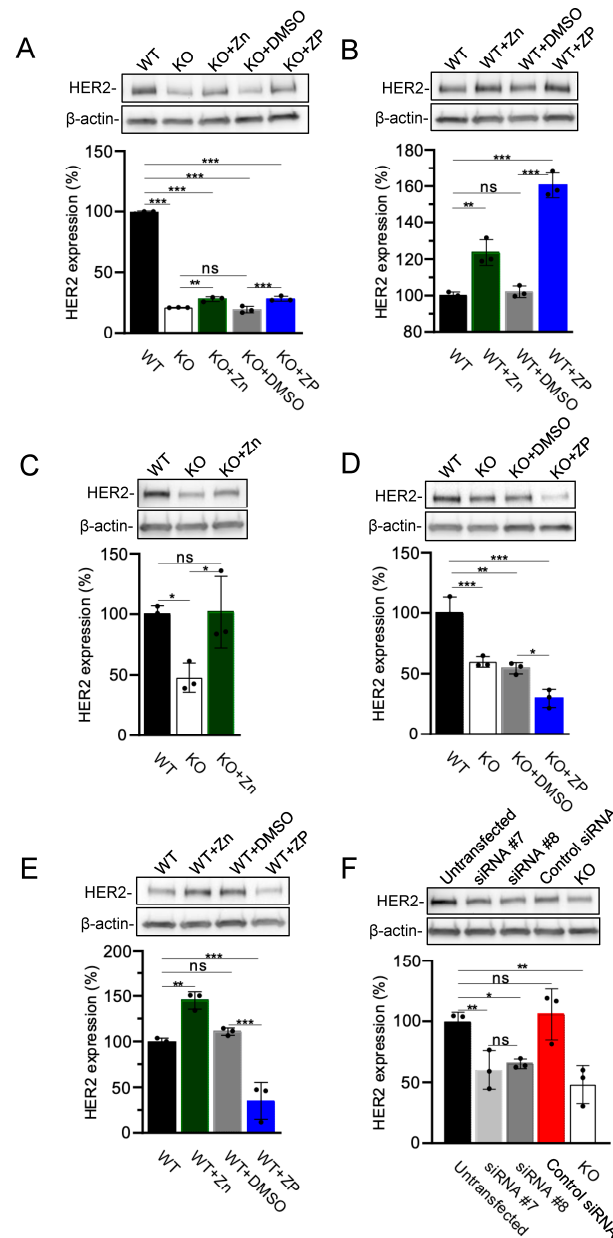 A
WT KO KO+Zn KO+DMSO KO+ZP
HER2-
β-actin-
HER2 expression (%)
150
100
50
0
***
***
***
***
ns
** ***
WT KO KO+Zn KO+DMSO KO+ZP
B
WT WT+Zn WT+DMSO WT+ZP
HER2-
β-actin-
HER2 expression (%)
180
160
140
120
100
80
***
ns ***
**
WT WT+Zn WT+DMSO WT+ZP
C
WT KO KO+Zn
HER2-
β-actin-
HER2 expression (%)
150
100
50
0
ns
*
*
WT KO KO+Zn
D
WT KO KO+DMSO KO+ZP
HER2-
β-actin-
HER2 expression (%)
150
100
50
0
***
**
***
*
WT KO KO+DMSO KO+ZP
E
WT WT+Zn WT+DMSO WT+ZP
HER2-
β-actin-
HER2 expression (%)
200
150
100
50
0
***
ns
**
***
WT WT+Zn WT+DMSO WT+ZP
F
Untransfected siRNA #7 siRNA #8 Control siRNA KO
HER2-
β-actin-
HER2 expression (%)
150
100
50
0
**
ns
*
**
ns
Untransfected siRNA #7 siRNA #8 Control siRNA KO